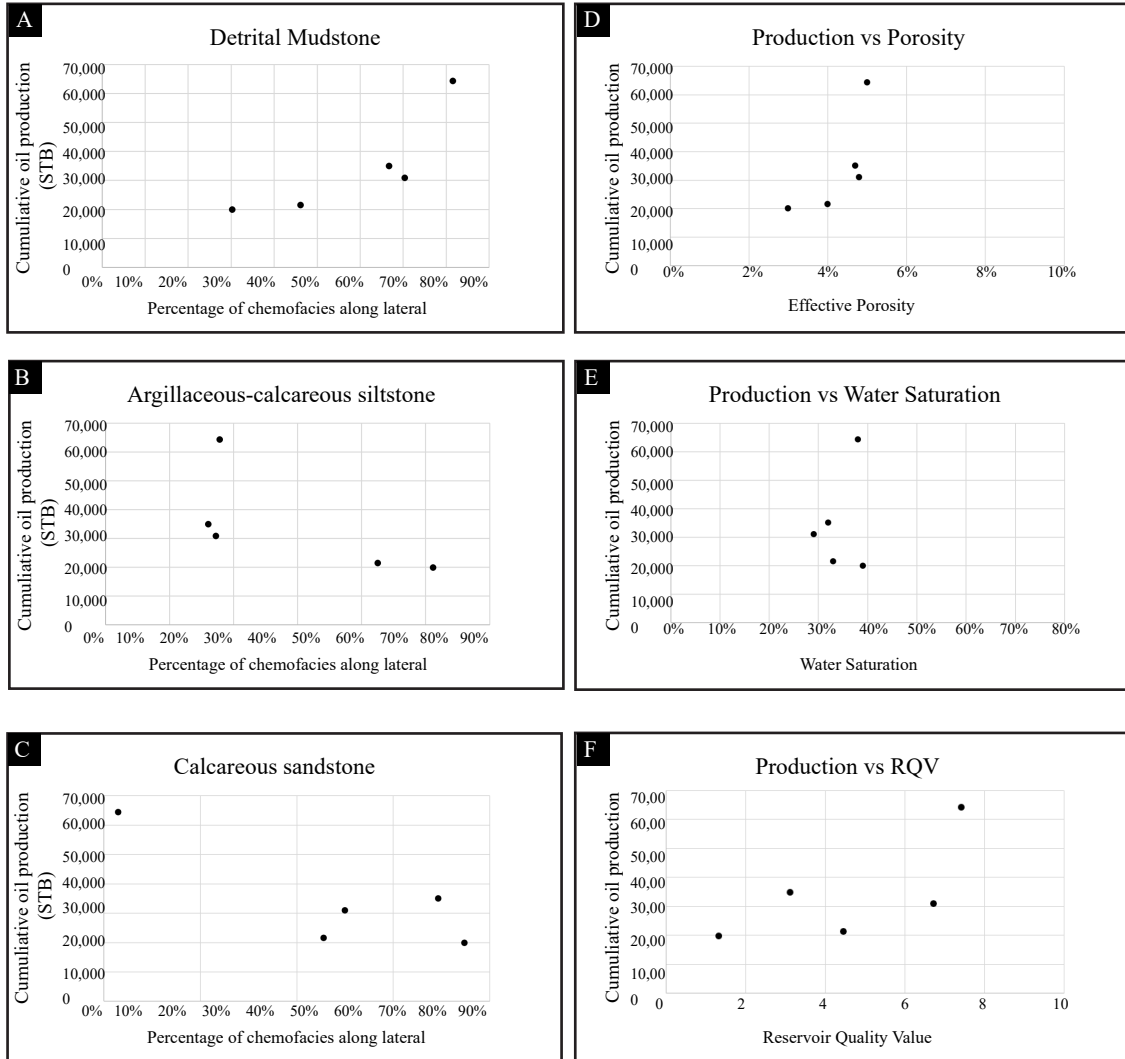 A
Detrital Mudstone
Cumuliative oil production
(STB)
70,000
60,000
50,000
40,000
30,000
20,000
10,000
0
0% 10% 20% 30% 40% 50% 60% 70% 80% 90%
Percentage of chemofacies along lateral
D
Production vs Porosity
Cumuliative oil production
70,000
60,000
50,000
40,000
30,000
20,000
10,000
0
0% 2% 4% 6% 8% 10%
Effective Porosity
B
Argillaceous-calcareous siltstone
Cumuliative oil production
(STB)
70,000
60,000
50,000
40,000
30,000
20,000
10,000
0
0% 10% 20% 30% 40% 50% 60%
Percentage of chemofacies along lateral
E
Production vs Water Saturation
Cumuliative oil production
70,000
60,000
50,000
40,000
30,000
20,000
10,000
0
0% 10% 20% 30% 40% 50% 60% 70% 80%
Water Saturation
C
Calcareous sandstone
Cumuliative oil production
(STB)
70,000
60,000
50,000
40,000
30,000
20,000
10,000
0
0% 10% 20% 30% 40% 50% 60% 70% 80% 90%
Percentage of chemofacies along lateral
F
Production vs RQV
Cumuliative oil production
70,00
60,00
50,00
40,00
30,00
20,00
10,00
0
0 2 4 6 8 10
Reservoir Quality Value